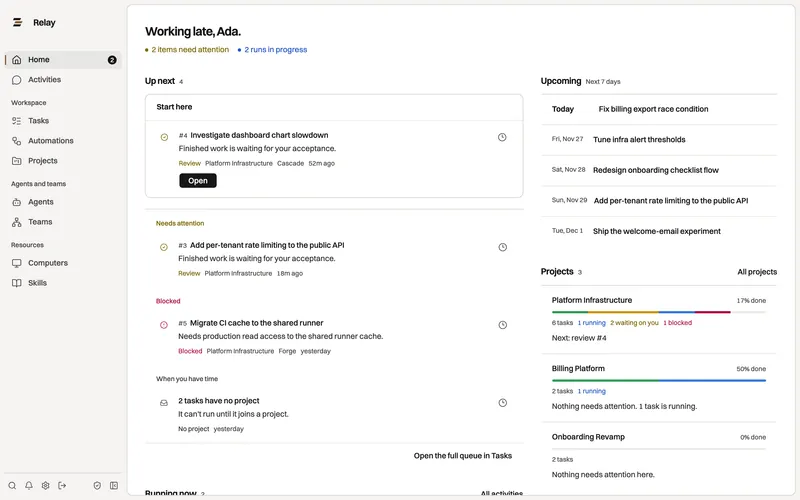 Relay
Home 2
Activities
Workspace
Tasks
Automations
Projects
Agents and teams
Agents
Teams
Resources
Computers
Skills
Working late, Ada.
2 items need attention 2 runs in progress
Up next 4
Start here
#4 Investigate dashboard chart slowdown
Finished work is waiting for your acceptance.
Review Platform Infrastructure Cascade 52m ago
Open
Needs attention
#3 Add per-tenant rate limiting to the public API
Finished work is waiting for your acceptance.
Review Platform Infrastructure 18m ago
Blocked
#5 Migrate CI cache to the shared runner
Needs production read access to the shared runner cache.
Blocked Platform Infrastructure Forge yesterday
When you have time
2 tasks have no project
It can't run until it joins a project.
No project yesterday
Open the full queue in Tasks
Running now 2 All activities
Upcoming Next 7 days
Today Fix billing export race condition
Fri, Nov 27 Tune infra alert thresholds
Sat, Nov 28 Redesign onboarding checklist flow
Sun, Nov 29 Add per-tenant rate limiting to the public API
Tue, Dec 1 Ship the welcome-email experiment
Projects 3 All projects
Platform Infrastructure 17% done
6 tasks 1 running 2 waiting on you 1 blocked
Next: review #4
Billing Platform 50% done
2 tasks 1 running
Nothing needs attention. 1 task is running.
Onboarding Revamp 0% done
2 tasks
Nothing needs attention here.